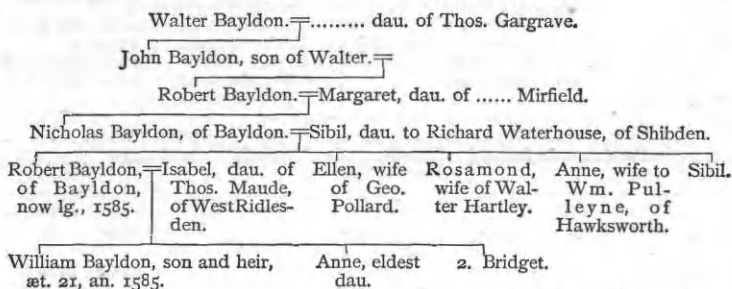 Walter Bayldon.=......... dau. of Thos. Gargrave.
John Bayldon, son of Walter.=
Robert Bayldon.=Margaret, dau. of ...... Mirfield.
Nicholas Bayldon, of Bayldon.=Sibil, dau. to Richard Waterhouse, of Shibden.
Robert Bayldon,=Isabel, dau. of Ellen, wife Rosamond, Anne, wife to Sibil.
of Bayldon, Thos. Maude, of Geo. wife of Wal- Wm. Pul-
now lg., 1585. of West Ridles- Pollard. ter Hartley. leyne, of
den. Hawksworth.
William Bayldon, son and heir, Anne, eldest 2. Bridget.
æt. 21, an. 1585. dau.